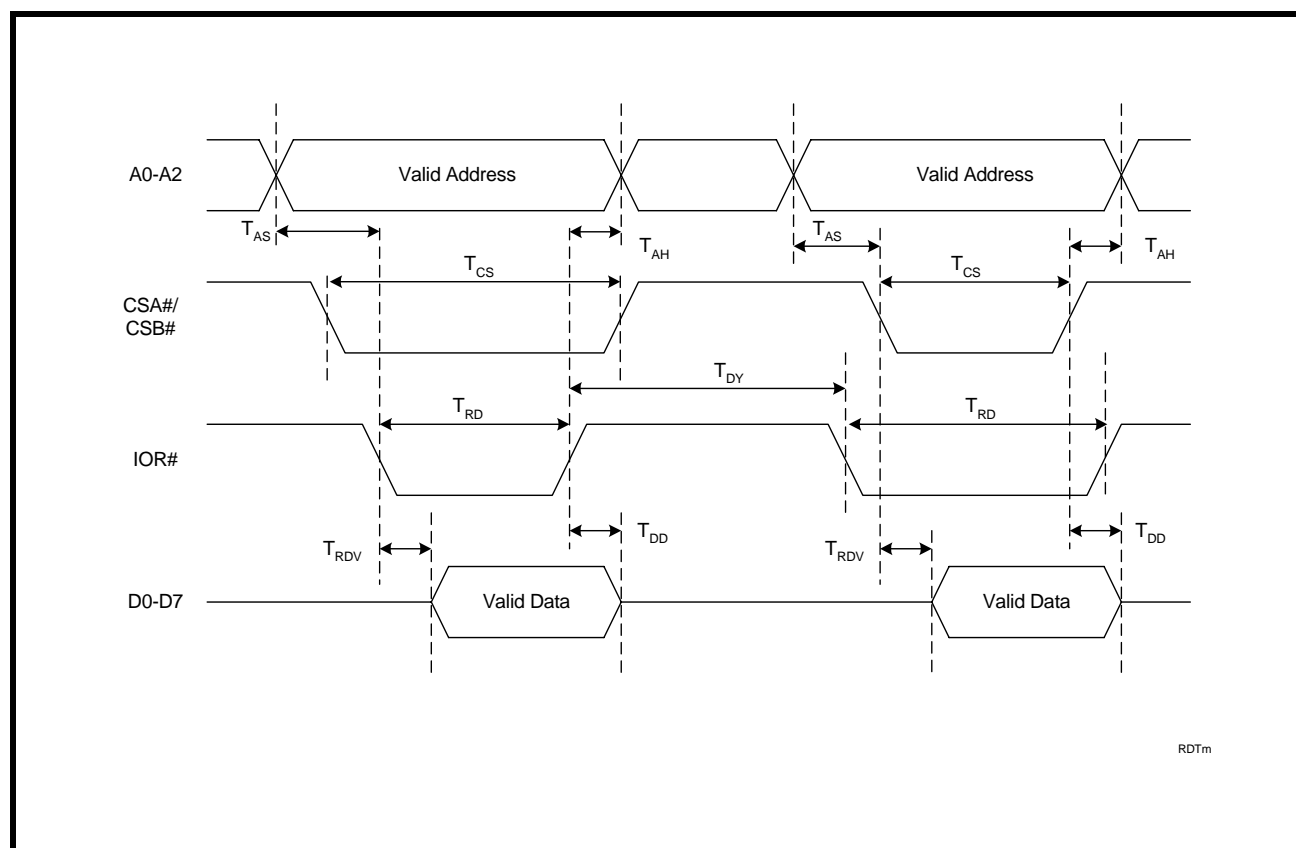 A0-A2
Valid Address
Valid Address
TAS
TAH
TAS
TAH
TCS
TCS
CSA#/
CSB#
TDY
TRD
TRD
IOR#
TRDV
TDD
TRDV
TDD
D0-D7
Valid Data
Valid Data
RDTm